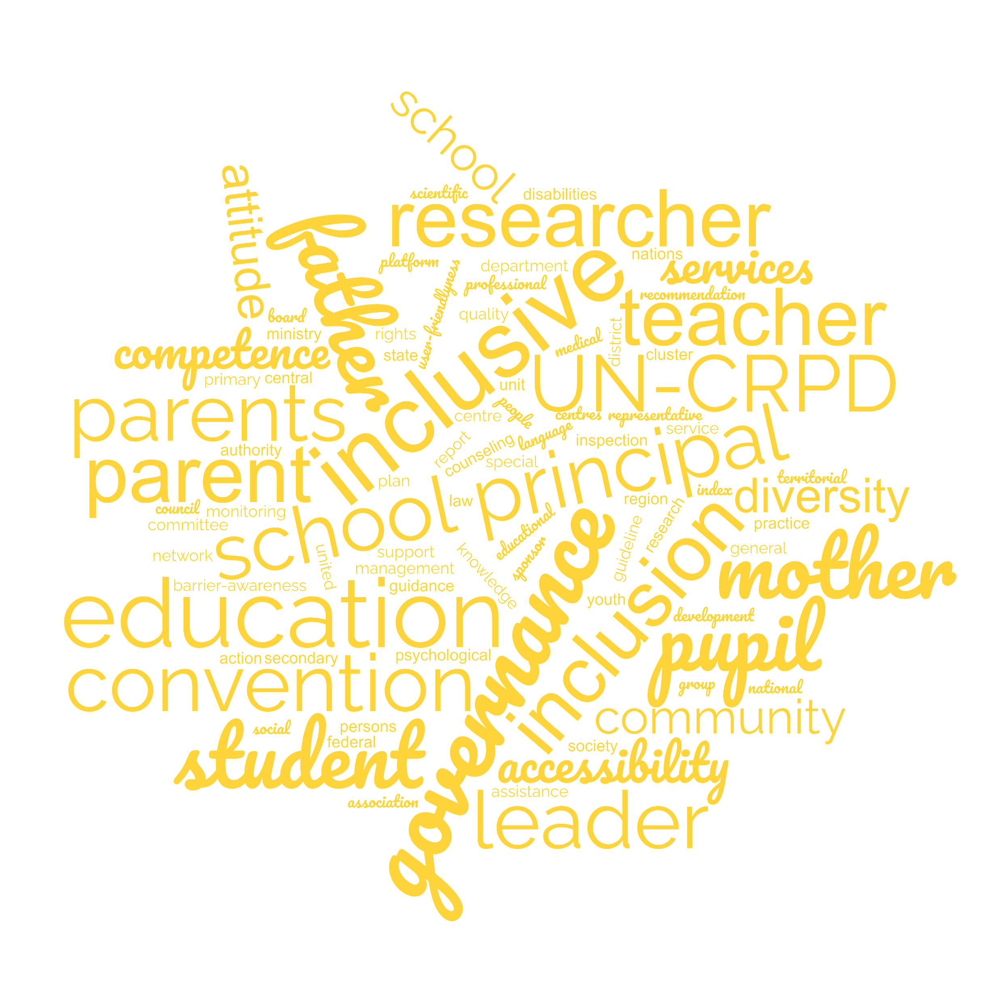 school
attitude
scientific
disabilities
researcher
father
platform
user-friendlyness
department
nations
services
professional
inclusive
recommendation
teacher
quality
board
ministry
rights
district
medical
competence
state
cluster
UN-CRPD
primary
central
unit
parents
centre
people
centres
representative
service
language
inspection
authority
report
counseling
special
school principal
parent
plan
territorial
index
diversity
law
region
council
monitoring
educational
research
practice
committee
guideline
inclusion
network
united
support
knowledge
sponsor
general
mother
management
barrier-awareness
guidance
governance
youth
education
development
pupil
action
secondary
psychological
convention
group
national
community
social
persons
federal
society
student
accessibility
assistance
association
leader